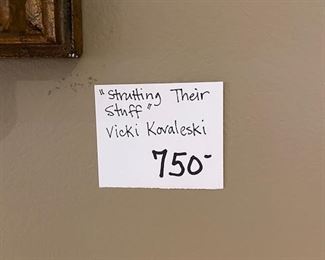 "Strutting Their
Stuff"
Vicki Kovaleski
750-